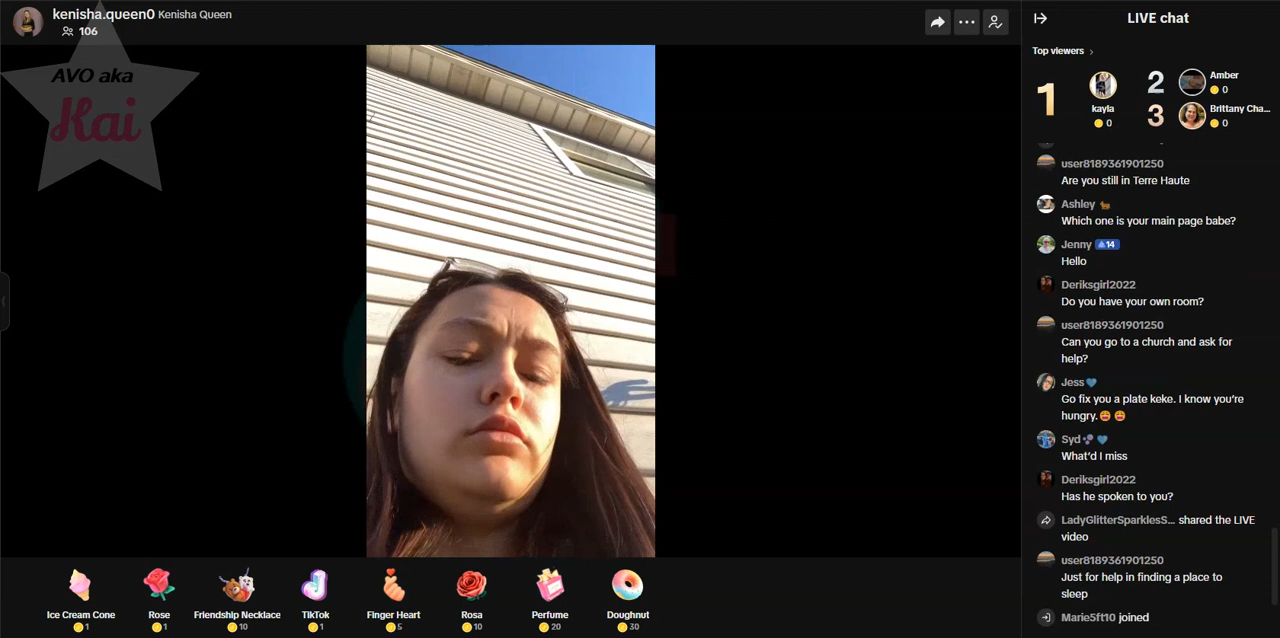 kenisha.queen0 Kenisha Queen
106
AVO aka
Kai
LIVE chat
Top viewers
1
kayla
0
2
Amber
0
3
Brittany Cha...
0
user8189361901250
Are you still in Terre Haute
Ashley
Which one is your main page babe?
Jenny 14
Hello
Deriksgirl2022
Do you have your own room?
user8189361901250
Can you go to a church and ask for
help?
Jess💙
Go fix you a plate keke. I know you're
hungry.🥰 🥰
Syd 💙
What'd I miss
Deriksgirl2022
Has he spoken to you?
LadyGlitterSparklesS... shared the LIVE
video
user8189361901250
Just for help in finding a place to
sleep
Marie5ft10 joined
Ice Cream Cone
1
Rose
1
Friendship Necklace
10
TikTok
1
Finger Heart
5
Rosa
10
Perfume
20
Doughnut
30